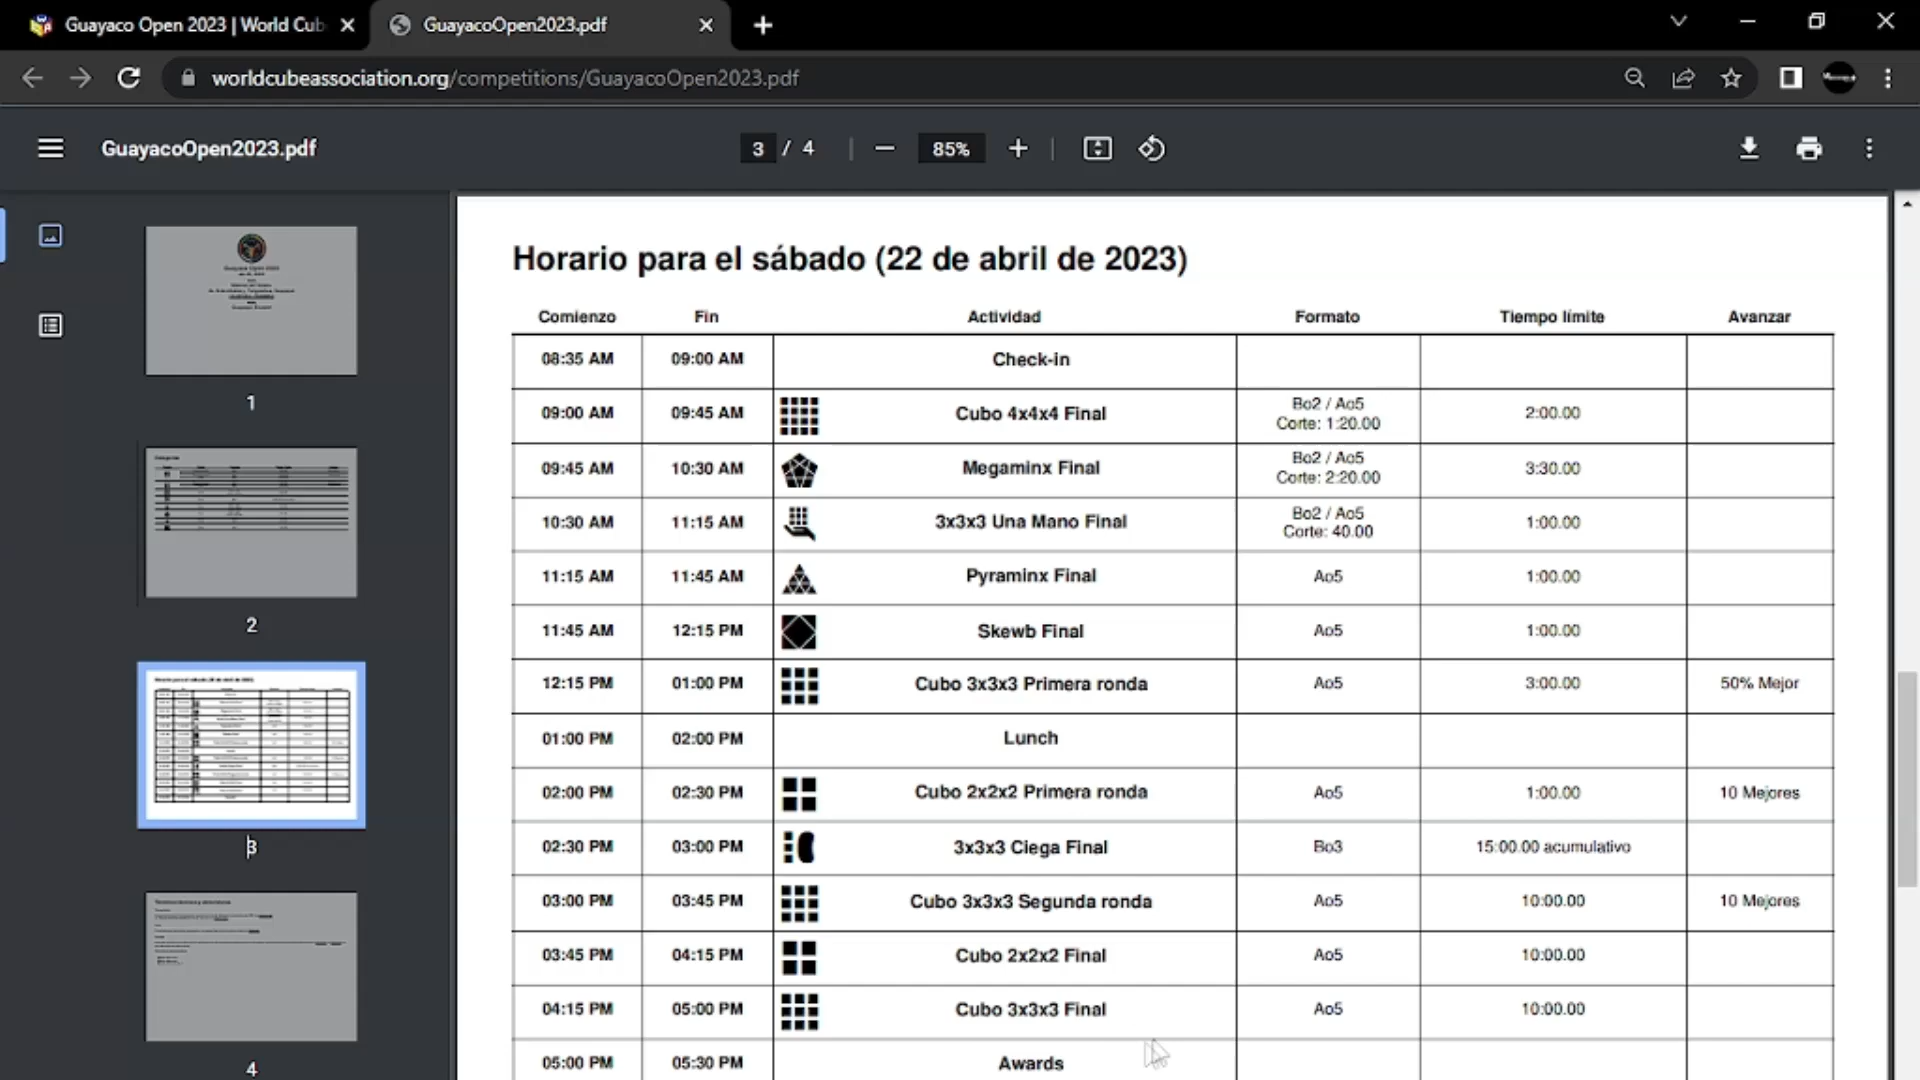 Guayaco Open 2023 | World Cub
GuayacoOpen2023.pdf
worldcubeassociation.org/competitions/GuayacoOpen2023.pdf
GuayacoOpen2023.pdf
3 / 4
85%
1
2
3
4
Horario para el sábado (22 de abril de 2023)
Comienzo Fin Actividad Formato Tiempo límite Avanzar
08:35 AM 09:00 AM Check-in
09:00 AM 09:45 AM Cubo 4x4x4 Final Bo2 / Ao5 Corte: 1:20.00 2:00.00
09:45 AM 10:30 AM Megaminx Final Bo2 / Ao5 Corte: 2:20.00 3:30.00
10:30 AM 11:15 AM 3x3x3 Una Mano Final Bo2 / Ao5 Corte: 40.00 1:00.00
11:15 AM 11:45 AM Pyraminx Final Ao5 1:00.00
11:45 AM 12:15 PM Skewb Final Ao5 1:00.00
12:15 PM 01:00 PM Cubo 3x3x3 Primera ronda Ao5 3:00.00 50% Mejor
01:00 PM 02:00 PM Lunch
02:00 PM 02:30 PM Cubo 2x2x2 Primera ronda Ao5 1:00.00 10 Mejores
02:30 PM 03:00 PM 3x3x3 Ciega Final Bo3 15:00.00 acumulativo
03:00 PM 03:45 PM Cubo 3x3x3 Segunda ronda Ao5 10:00.00 10 Mejores
03:45 PM 04:15 PM Cubo 2x2x2 Final Ao5 10:00.00
04:15 PM 05:00 PM Cubo 3x3x3 Final Ao5 10:00.00
05:00 PM 05:30 PM Awards